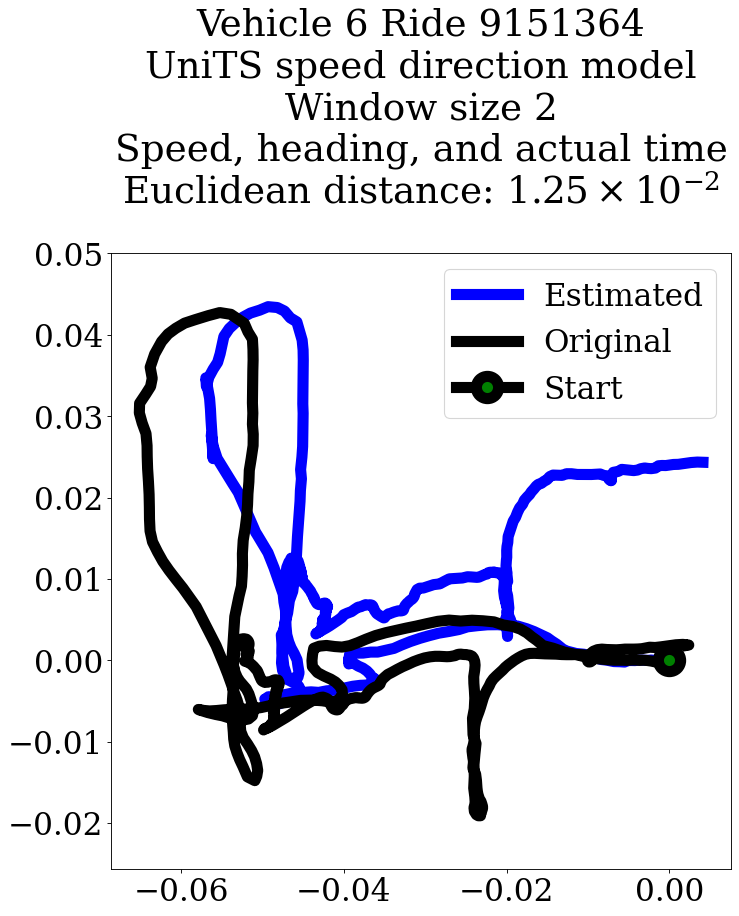 Vehicle 6 Ride 9151364
UniTS speed direction model
Window size 2
Speed, heading, and actual time
Euclidean distance: 1.25 × 10⁻²
0.05
Estimated
0.04
Original
Start
0.03
0.02
0.01
0.00
−0.01
−0.02
−0.06 −0.04 −0.02 0.00